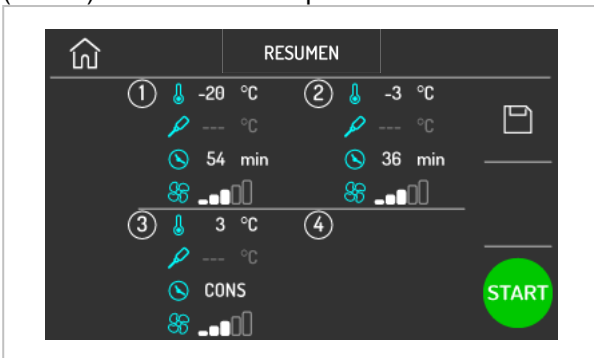 RESUMEN
1 -20 °C 2 -3 °C
--- °C --- °C
54 min 36 min
3 3 °C 4
--- °C
CONS
START